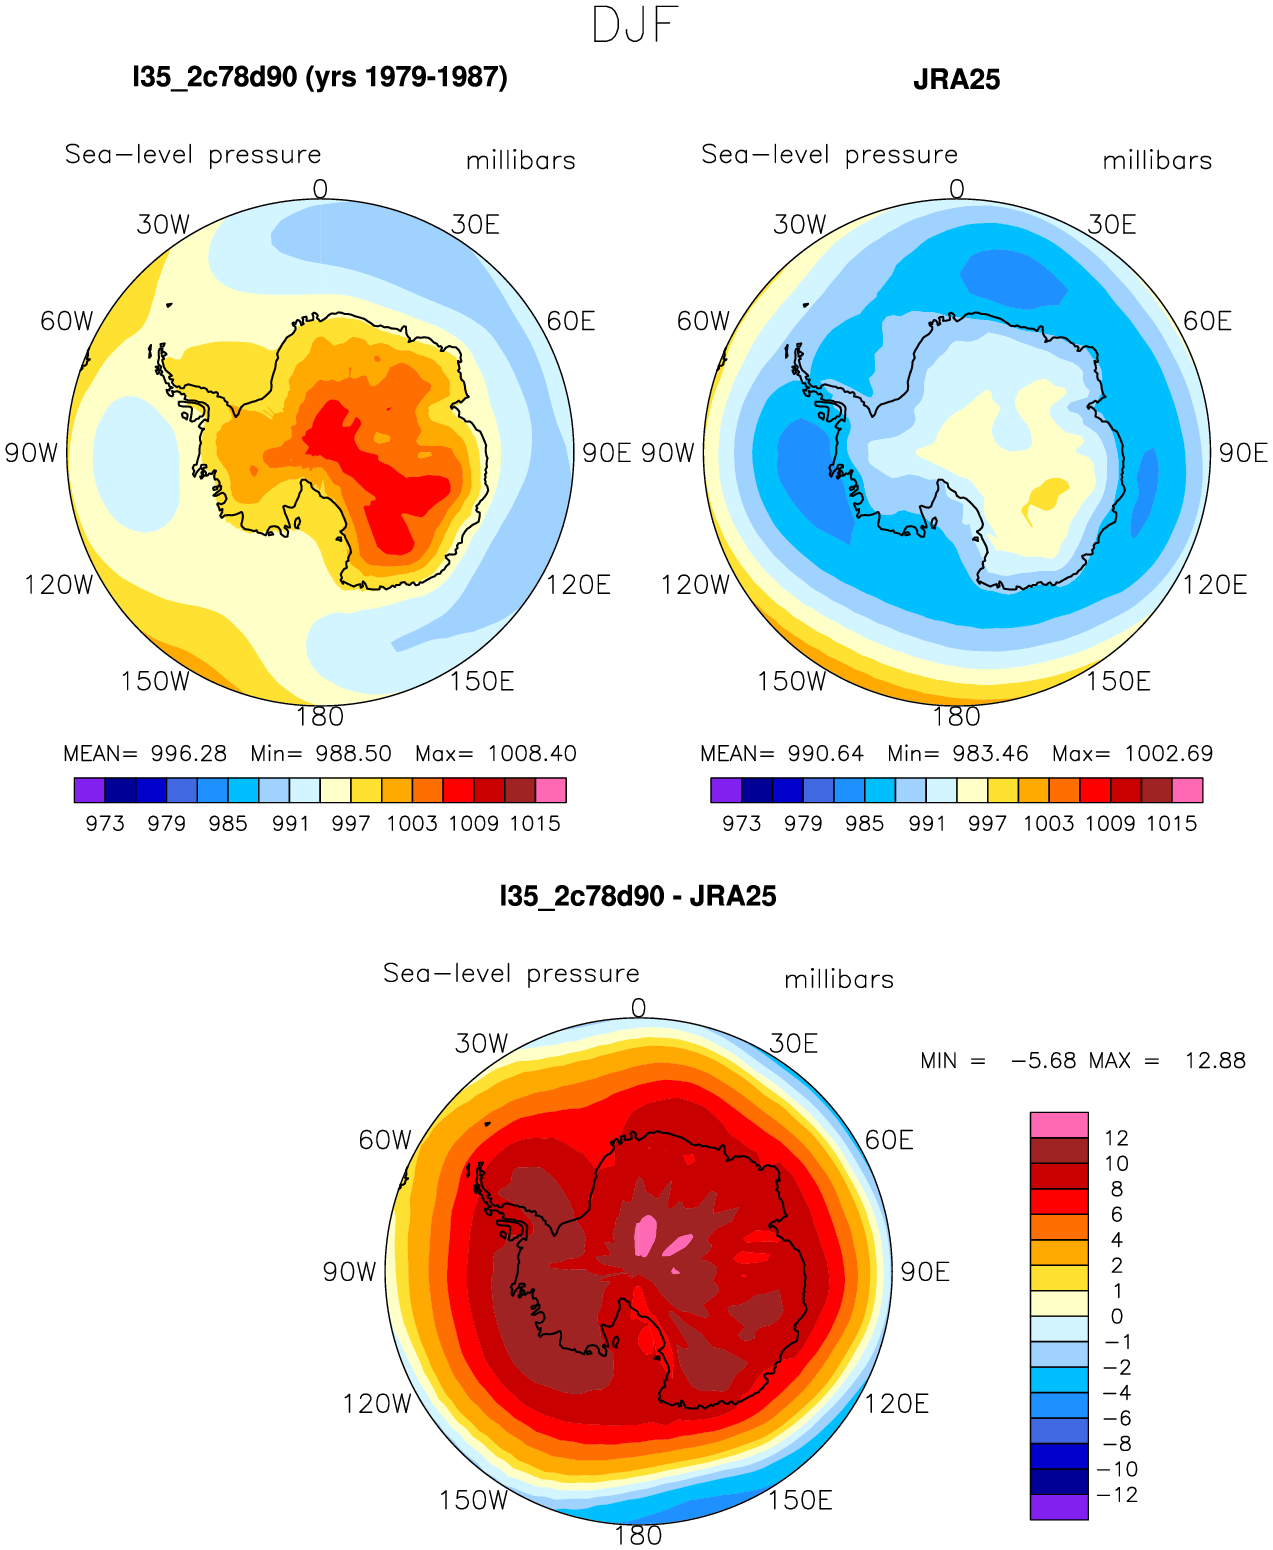 DJF
I35_2c78d90 (yrs 1979-1987)
JRA25
Sea-level pressure
millibars
Sea-level pressure
millibars
0
30W
30E
60W
60E
90W
90E
120W
120E
150W
150E
180
0
30W
30E
60W
60E
90W
90E
120W
120E
150W
150E
180
MEAN= 996.28 Min= 988.50 Max= 1008.40
MEAN= 990.64 Min= 983.46 Max= 1002.69
973 979 985 991 997 1003 1009 1015
973 979 985 991 997 1003 1009 1015
I35_2c78d90 - JRA25
Sea-level pressure
millibars
0
30W
30E
60W
60E
90W
90E
120W
120E
150W
150E
180
MIN = -5.68 MAX = 12.88
12
10
8
6
4
2
1
0
-1
-2
-4
-6
-8
-10
-12